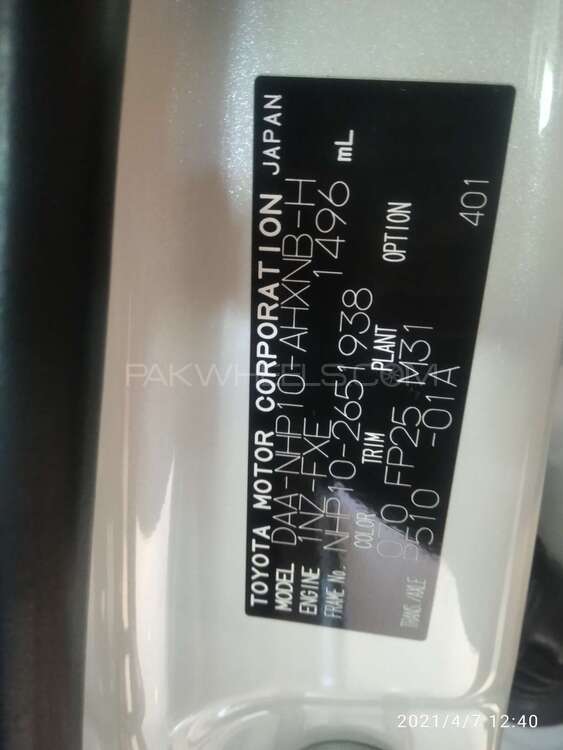 TOYOTA MOTOR CORPORATION JAPAN
MODEL DAA-NHP10-AHXNB-H
ENGINE 1NZ-FXE 1496 mL
FRAME No. NHP10-2651938
COLOR TRIM PLANT OPTION
070 FP25 M31 401
TRANS./AXLE P510 -01A
PAKWHEELS.COM
2021/4/7 12:40